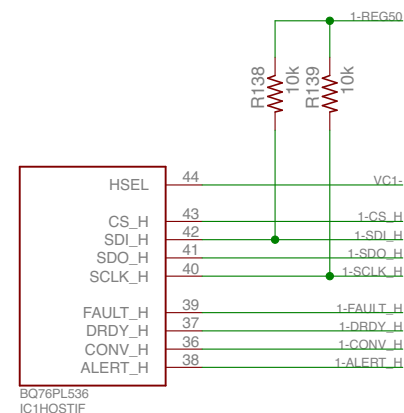 1-REG50
R138
10k
R139
10k
HSEL 44 VC1-
CS_H 43 1-CS_H
SDI_H 42 1-SDI_H
SDO_H 41 1-SDO_H
SCLK_H 40 1-SCLK_H
FAULT_H 39 1-FAULT_H
DRDY_H 37 1-DRDY_H
CONV_H 36 1-CONV_H
ALERT_H 38 1-ALERT_H
BQ76PL536
IC1HOSTIF